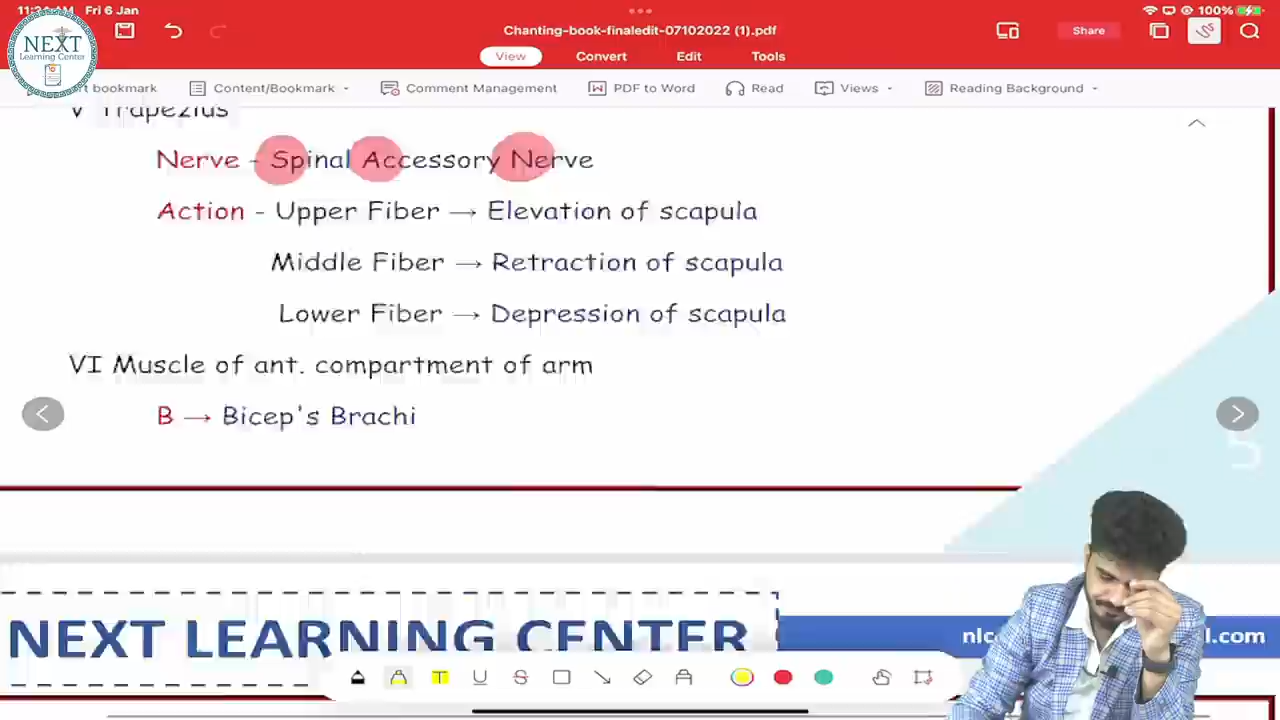 Fri 6 Jan
100%
NEXT
Learning Center
Chanting-book-finaledit-07102022 (1).pdf
Share
View Convert Edit Tools
bookmark Content/Bookmark Comment Management PDF to Word Read Views Reading Background
V Trapezius
Nerve - Spinal Accessory Nerve
Action - Upper Fiber → Elevation of scapula
Middle Fiber → Retraction of scapula
Lower Fiber → Depression of scapula
VI Muscle of ant. compartment of arm
B → Bicep's Brachi
5
NEXT LEARNING CENTER